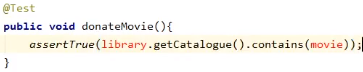 @Test
public void donateMovie(){
assertTrue(library.getCatalogue().contains(movie));
}